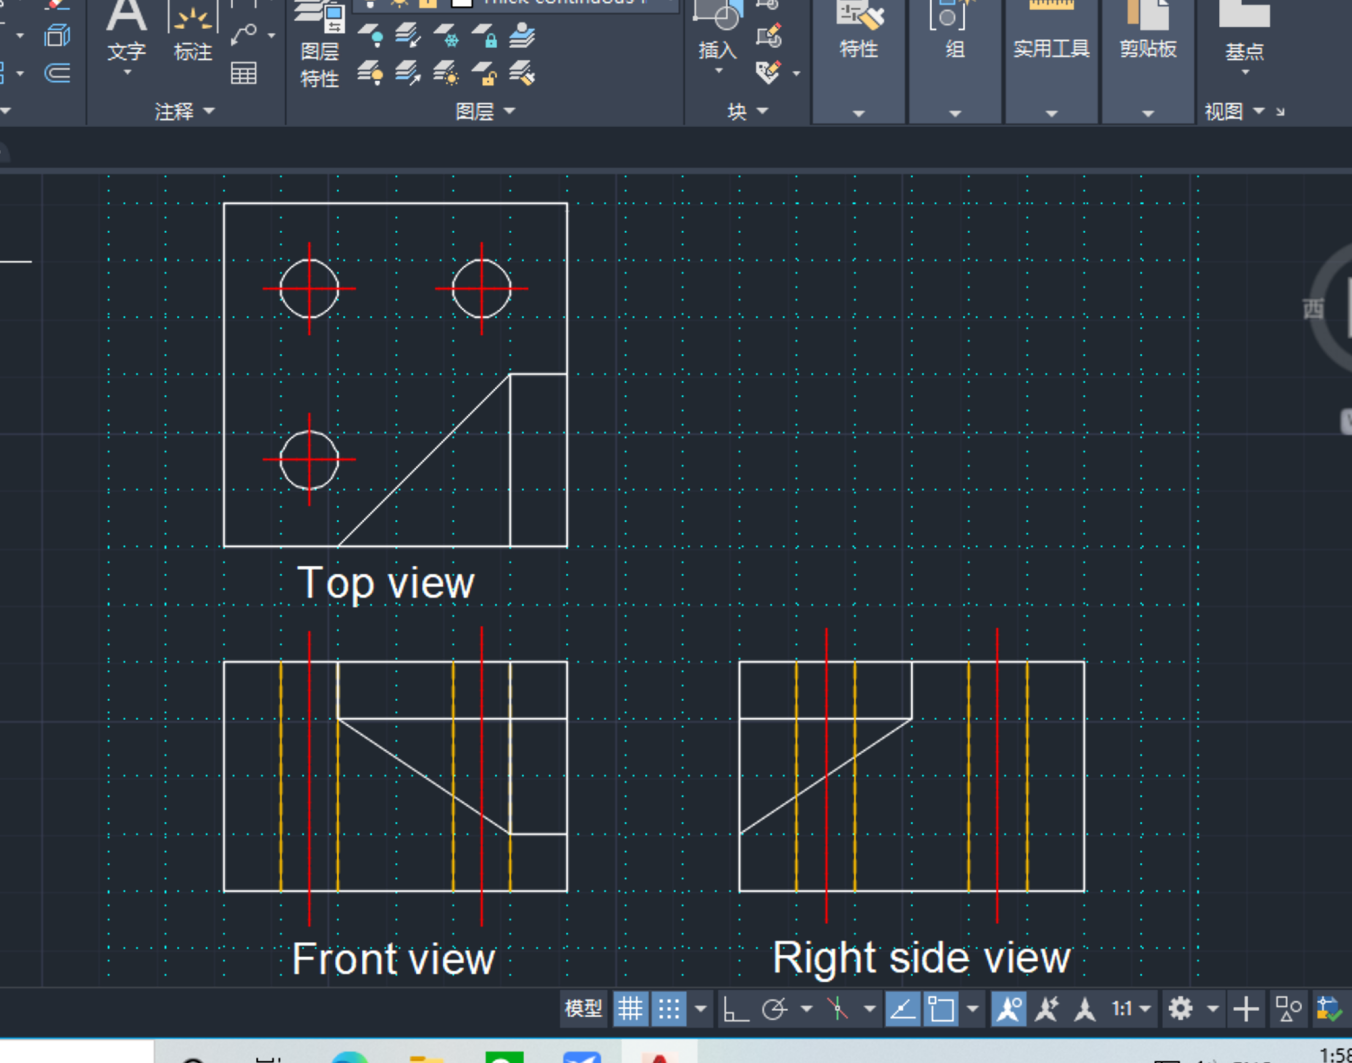 文字
标注
图层
特性
插入
特性
组
实用工具
剪贴板
基点
注释
图层
块
视图
西
Top view
Front view
Right side view
模型
1:1